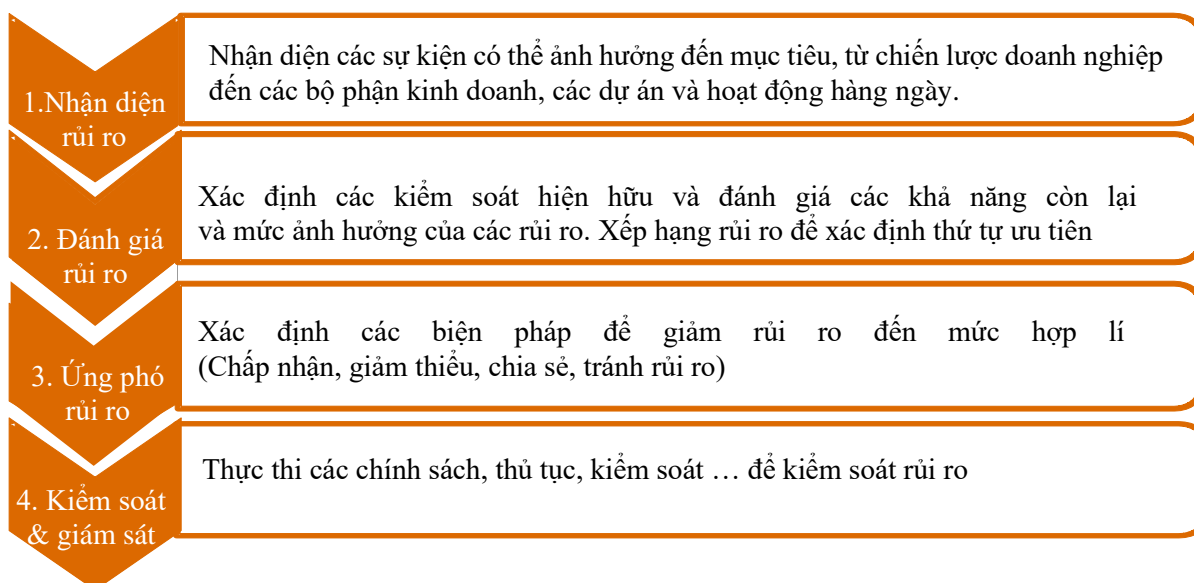 1.Nhận diện
rủi ro
Nhận diện các sự kiện có thể ảnh hưởng đến mục tiêu, từ chiến lược doanh nghiệp
đến các bộ phận kinh doanh, các dự án và hoạt động hàng ngày.
2. Đánh giá
rủi ro
Xác định các kiểm soát hiện hữu và đánh giá các khả năng còn lại
và mức ảnh hưởng của các rủi ro. Xếp hạng rủi ro để xác định thứ tự ưu tiên
3. Ứng phó
rủi ro
Xác định các biện pháp để giảm rủi ro đến mức hợp lí
(Chấp nhận, giảm thiểu, chia sẻ, tránh rủi ro)
4. Kiểm soát
& giám sát
Thực thi các chính sách, thủ tục, kiểm soát … để kiểm soát rủi ro